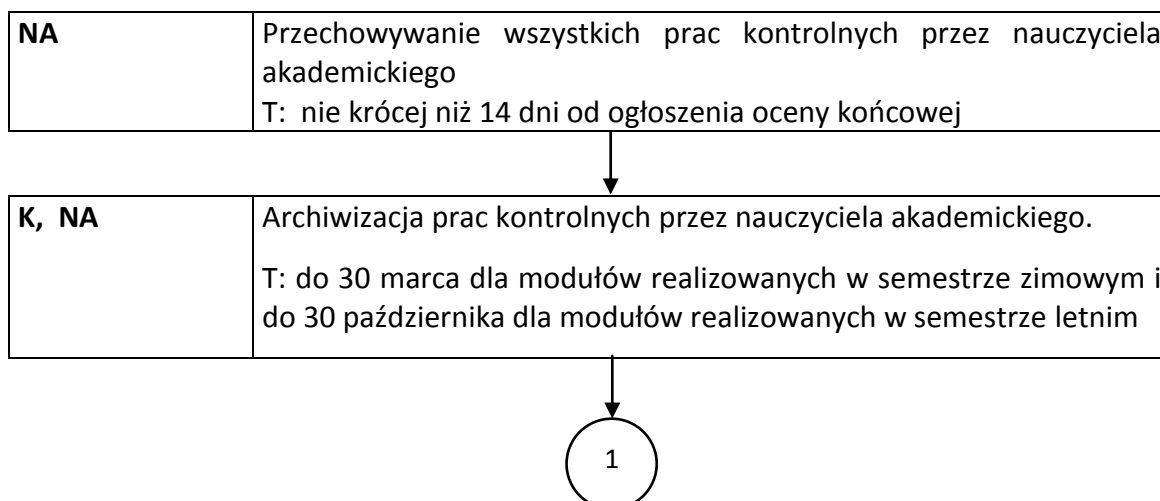 NA
Przechowywanie wszystkich prac kontrolnych przez nauczyciela
akademickiego
T: nie krócej niż 14 dni od ogłoszenia oceny końcowej
K, NA
Archiwizacja prac kontrolnych przez nauczyciela akademickiego.
T: do 30 marca dla modułów realizowanych w semestrze zimowym i
do 30 października dla modułów realizowanych w semestrze letnim
1